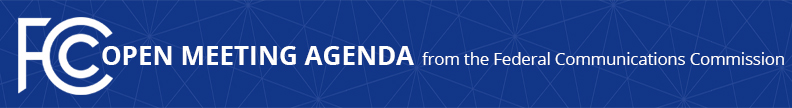 FCC OPEN MEETING AGENDA from the Federal Communications Commission